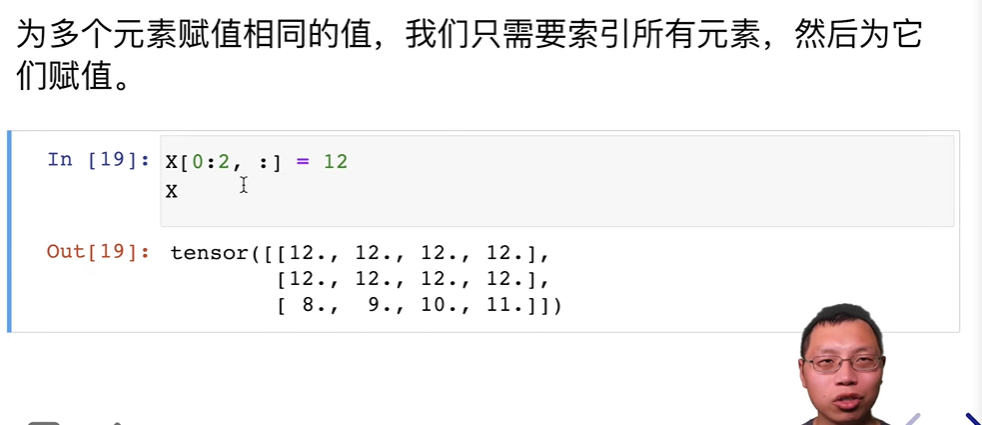 为多个元素赋值相同的值，我们只需要索引所有元素，然后为它
们赋值。
In [19]: X[0:2, :] = 12
X
Out[19]: tensor([[12., 12., 12., 12.],
[12., 12., 12., 12.],
[ 8., 9., 10., 11.]])